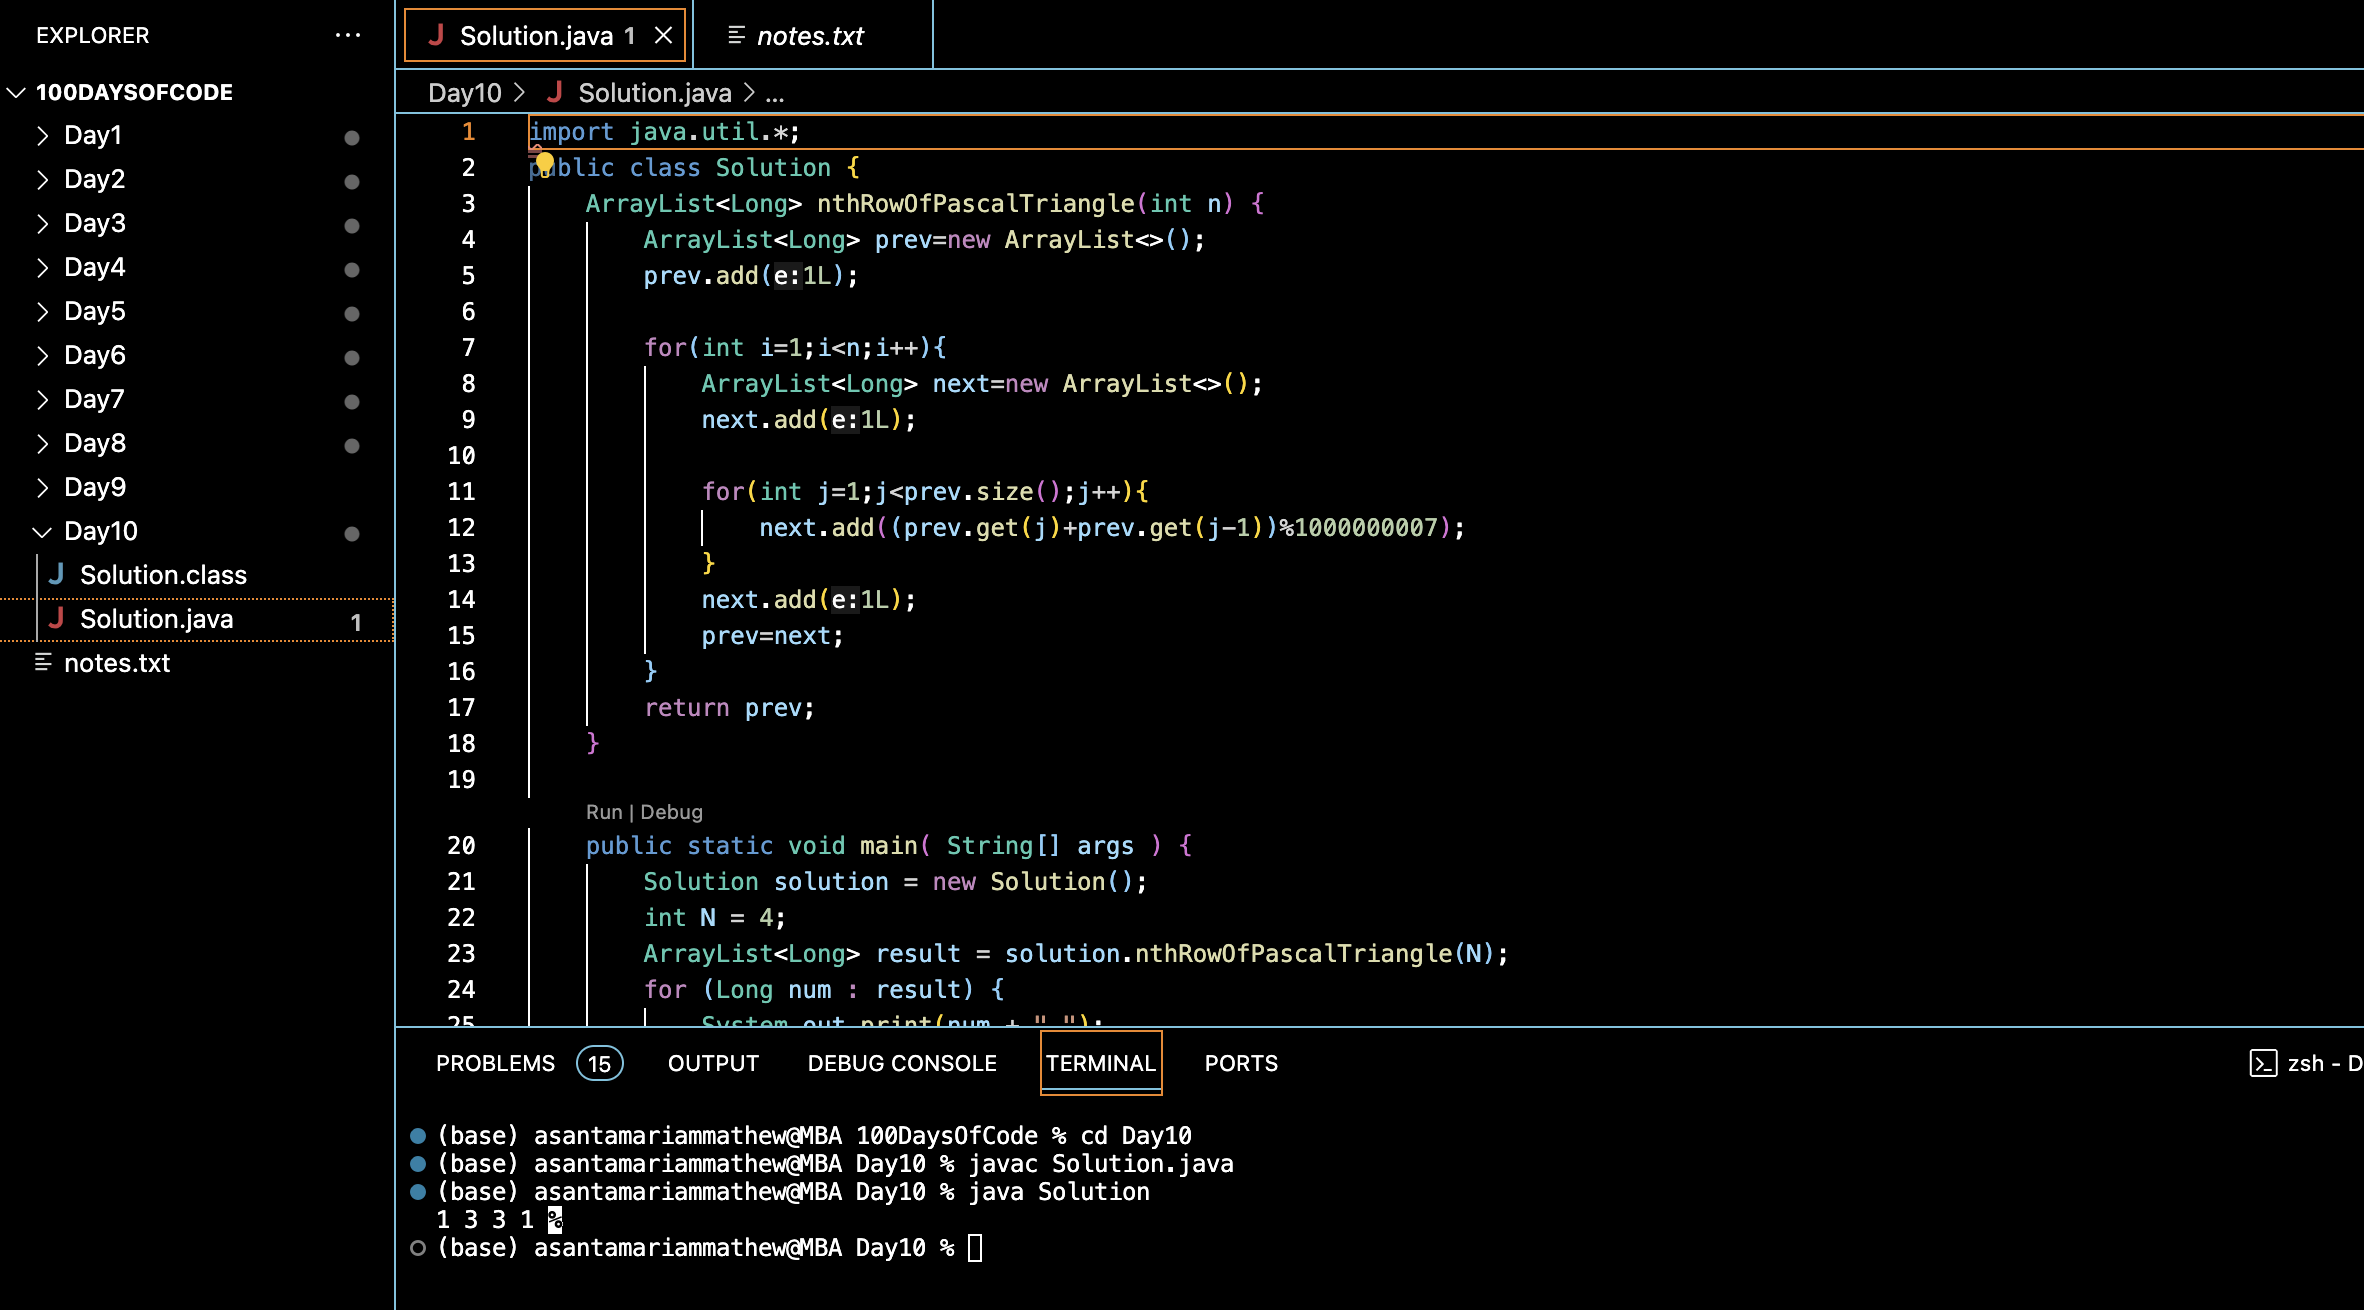 EXPLORER
100DAYSOFCODE
Day1
Day2
Day3
Day4
Day5
Day6
Day7
Day8
Day9
Day10
Solution.class
Solution.java 1
notes.txt
Solution.java 1
notes.txt
Day10 > Solution.java > ...
1 import java.util.*;
2 public class Solution {
3 ArrayList<Long> nthRowOfPascalTriangle(int n) {
4 ArrayList<Long> prev=new ArrayList<>();
5 prev.add(e:1L);
6
7 for(int i=1;i<n;i++){
8 ArrayList<Long> next=new ArrayList<>();
9 next.add(e:1L);
10
11 for(int j=1;j<prev.size();j++){
12 next.add((prev.get(j)+prev.get(j-1))%1000000007);
13 }
14 next.add(e:1L);
15 prev=next;
16 }
17 return prev;
18 }
19
Run | Debug
20 public static void main( String[] args ) {
21 Solution solution = new Solution();
22 int N = 4;
23 ArrayList<Long> result = solution.nthRowOfPascalTriangle(N);
24 for (Long num : result) {
25 System.out.print(num + " ");
PROBLEMS 15 OUTPUT DEBUG CONSOLE TERMINAL PORTS
zsh - D
(base) asantamariammathew@MBA 100DaysOfCode % cd Day10
(base) asantamariammathew@MBA Day10 % javac Solution.java
(base) asantamariammathew@MBA Day10 % java Solution
1 3 3 1 %
(base) asantamariammathew@MBA Day10 %